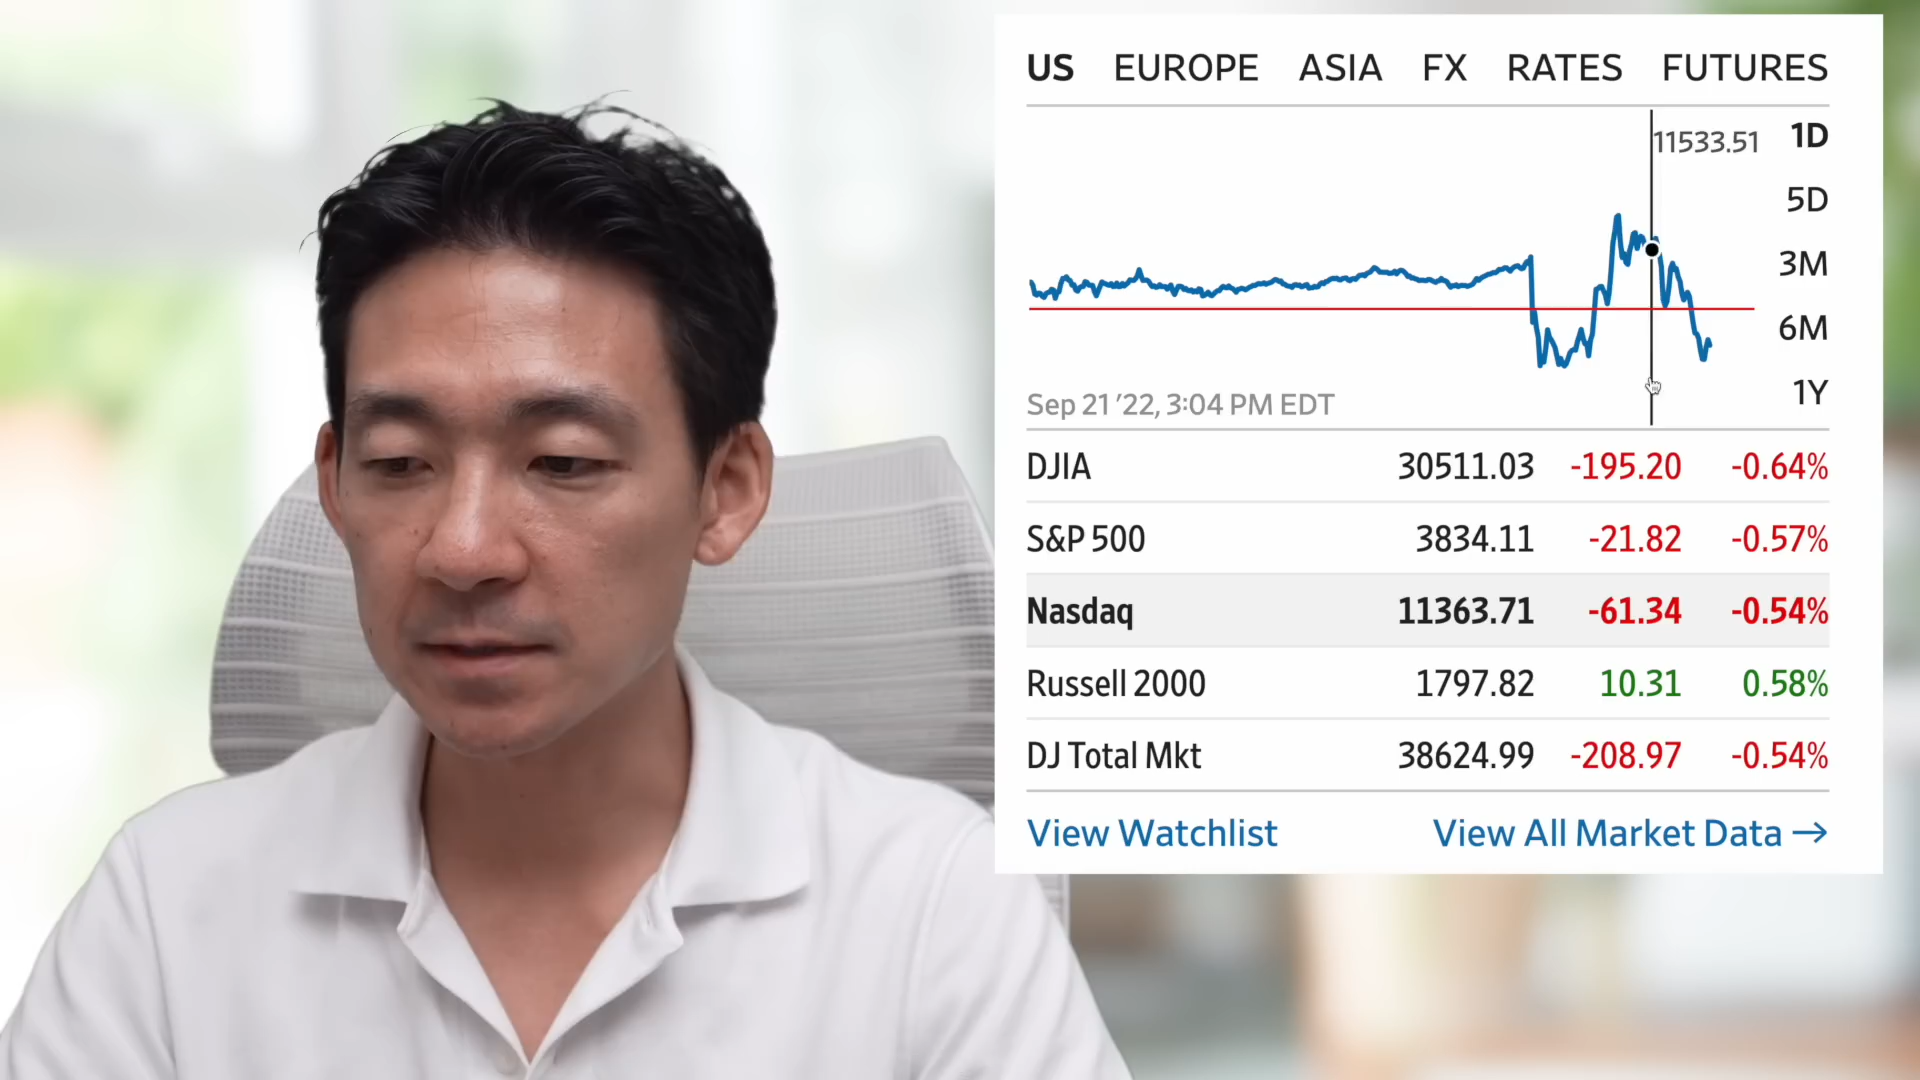 US EUROPE ASIA FX RATES FUTURES
11533.51 1D
5D
3M
6M
1Y
Sep 21 '22, 3:04 PM EDT
DJIA 30511.03 -195.20 -0.64%
S&P 500 3834.11 -21.82 -0.57%
Nasdaq 11363.71 -61.34 -0.54%
Russell 2000 1797.82 10.31 0.58%
DJ Total Mkt 38624.99 -208.97 -0.54%
View Watchlist View All Market Data →